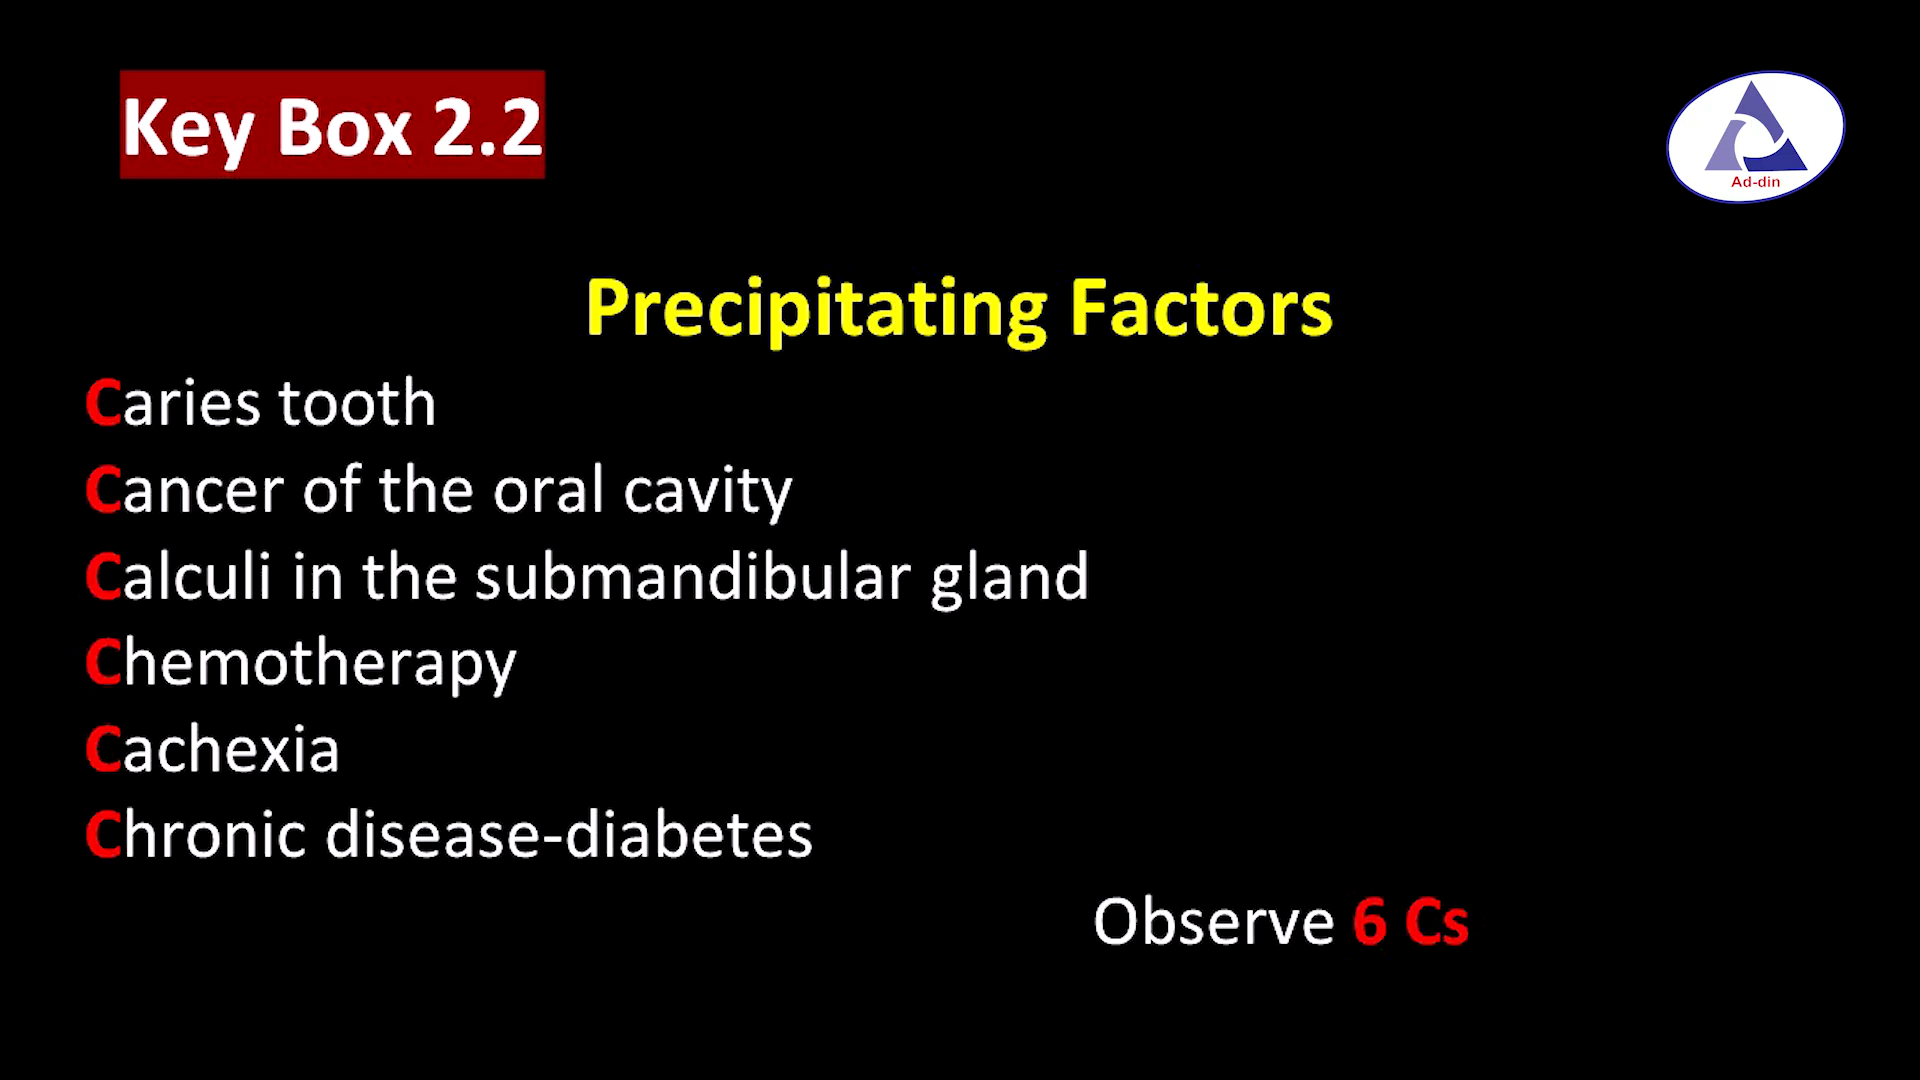 Key Box 2.2
Ad-din
Precipitating Factors
Caries tooth
Cancer of the oral cavity
Calculi in the submandibular gland
Chemotherapy
Cachexia
Chronic disease-diabetes
Observe 6 Cs